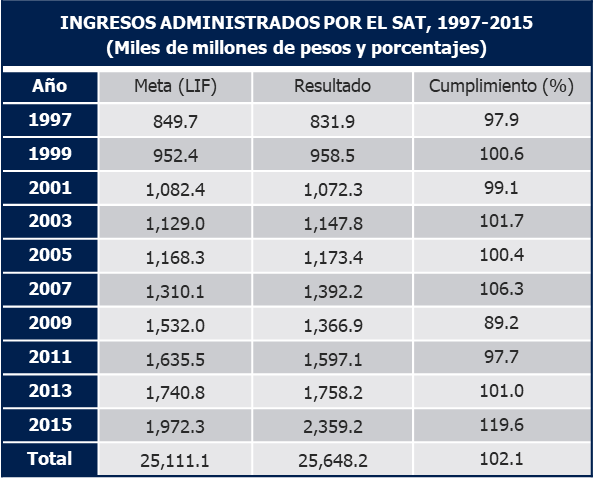 INGRESOS ADMINISTRADOS POR EL SAT, 1997-2015
(Miles de millones de pesos y porcentajes)
Año Meta (LIF) Resultado Cumplimiento (%)
1997 849.7 831.9 97.9
1999 952.4 958.5 100.6
2001 1,082.4 1,072.3 99.1
2003 1,129.0 1,147.8 101.7
2005 1,168.3 1,173.4 100.4
2007 1,310.1 1,392.2 106.3
2009 1,532.0 1,366.9 89.2
2011 1,635.5 1,597.1 97.7
2013 1,740.8 1,758.2 101.0
2015 1,972.3 2,359.2 119.6
Total 25,111.1 25,648.2 102.1